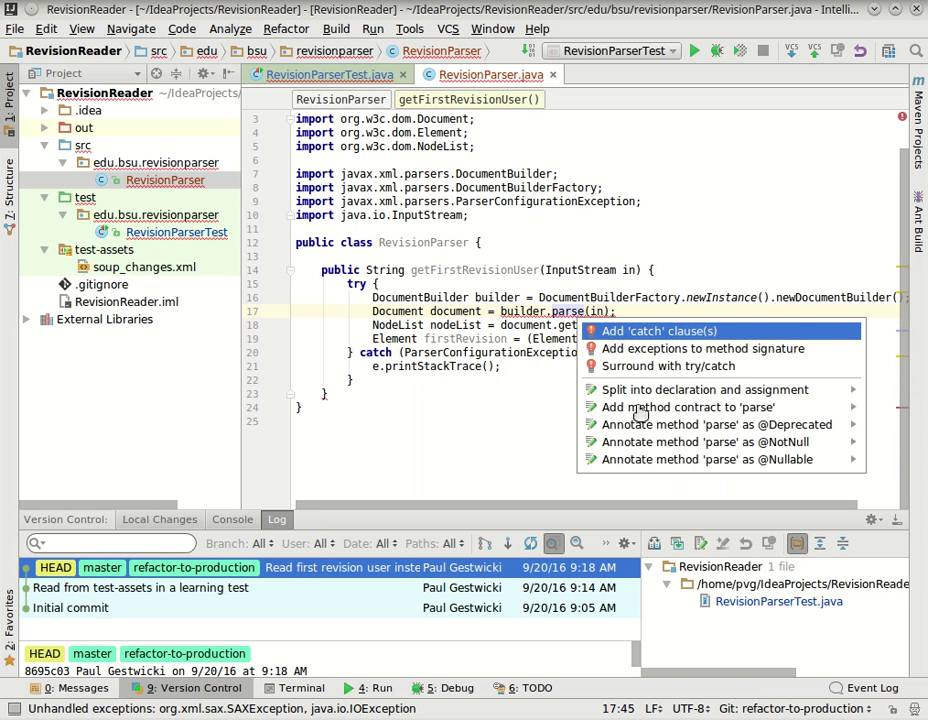 RevisionReader - [~/IdeaProjects/RevisionReader] - [RevisionReader] - ~/IdeaProjects/RevisionReader/src/edu/bsu/revisionparser/RevisionParser.java - Intelli...
File Edit View Navigate Code Analyze Refactor Build Run Tools VCS Window Help
RevisionReader src edu bsu revisionparser RevisionParser RevisionParserTest VCS VCS
Project RevisionParserTest.java RevisionParser.java
RevisionParser getFirstRevisionUser()
1: Project
7: Structure
2: Favorites
Maven Projects
Ant Build
RevisionReader ~/IdeaProjects/
.idea
out
src
edu.bsu.revisionparser
RevisionParser
test
edu.bsu.revisionparser
RevisionParserTest
test-assets
soup_changes.xml
.gitignore
RevisionReader.iml
External Libraries
3 import org.w3c.dom.Document;
4 import org.w3c.dom.Element;
5 import org.w3c.dom.NodeList;
6
7 import javax.xml.parsers.DocumentBuilder;
8 import javax.xml.parsers.DocumentBuilderFactory;
9 import javax.xml.parsers.ParserConfigurationException;
10 import java.io.InputStream;
11
12 public class RevisionParser {
13
14 public String getFirstRevisionUser(InputStream in) {
15 try {
16 DocumentBuilder builder = DocumentBuilderFactory.newInstance().newDocumentBuilder();
17 Document document = builder.parse(in);
18 NodeList nodeList = document.get
19 Element firstRevision = (Element
20 } catch (ParserConfigurationExceptio
21 e.printStackTrace();
22 }
23 }
24 }
25
Add 'catch' clause(s)
Add exceptions to method signature
Surround with try/catch
Split into declaration and assignment
Add method contract to 'parse'
Annotate method 'parse' as @Deprecated
Annotate method 'parse' as @NotNull
Annotate method 'parse' as @Nullable
Version Control: Local Changes Console Log
Branch: All User: All Date: All Paths: All
HEAD master refactor-to-production Read first revision user inste Paul Gestwicki 9/20/16 9:18 AM
Read from test-assets in a learning test Paul Gestwicki 9/20/16 9:14 AM
Initial commit Paul Gestwicki 9/20/16 9:05 AM
HEAD master refactor-to-production
8695c03 Paul Gestwicki on 9/20/16 at 9:18 AM
RevisionReader 1 file
/home/pvg/IdeaProjects/RevisionReade
RevisionParserTest.java
0: Messages 9: Version Control Terminal 4: Run 5: Debug 6: TODO Event Log
Unhandled exceptions: org.xml.sax.SAXException, java.io.IOException 17:45 LF UTF-8 Git: refactor-to-production